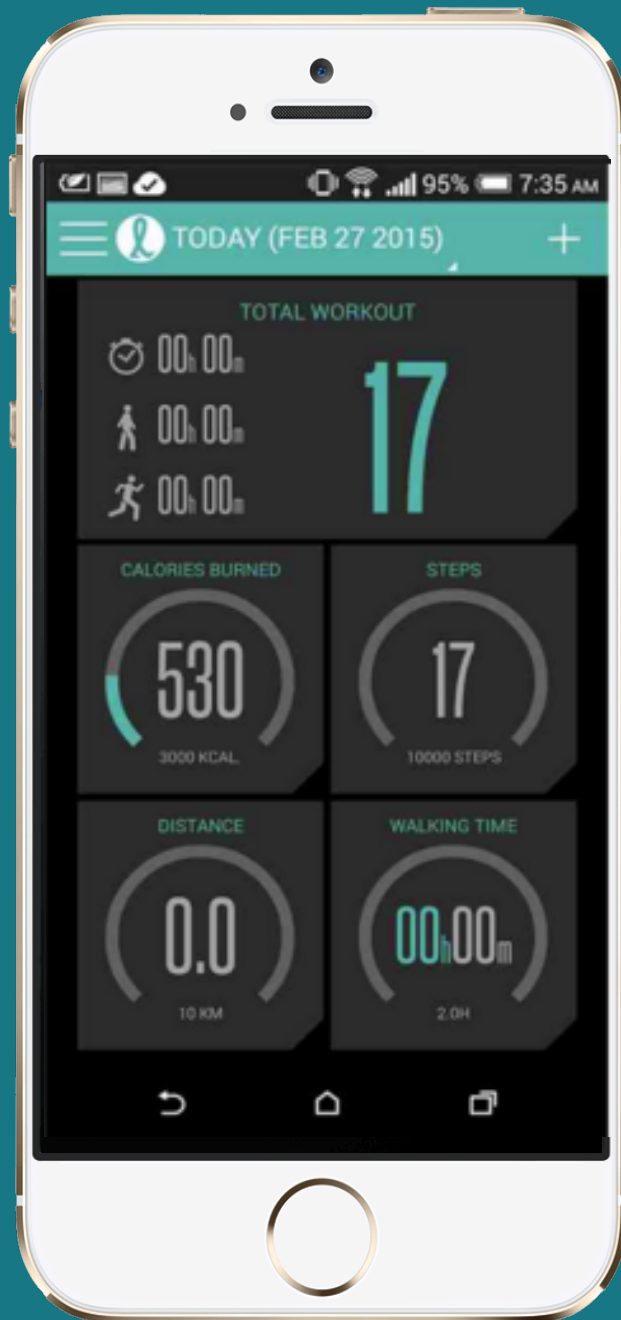 95% 7:35 AM
TODAY (FEB 27 2015)
TOTAL WORKOUT
00h 00m
00h 00m
00h 00m
17
CALORIES BURNED
530
3000 KCAL
STEPS
17
10000 STEPS
DISTANCE
0.0
10 KM
WALKING TIME
00h00m
2.0H